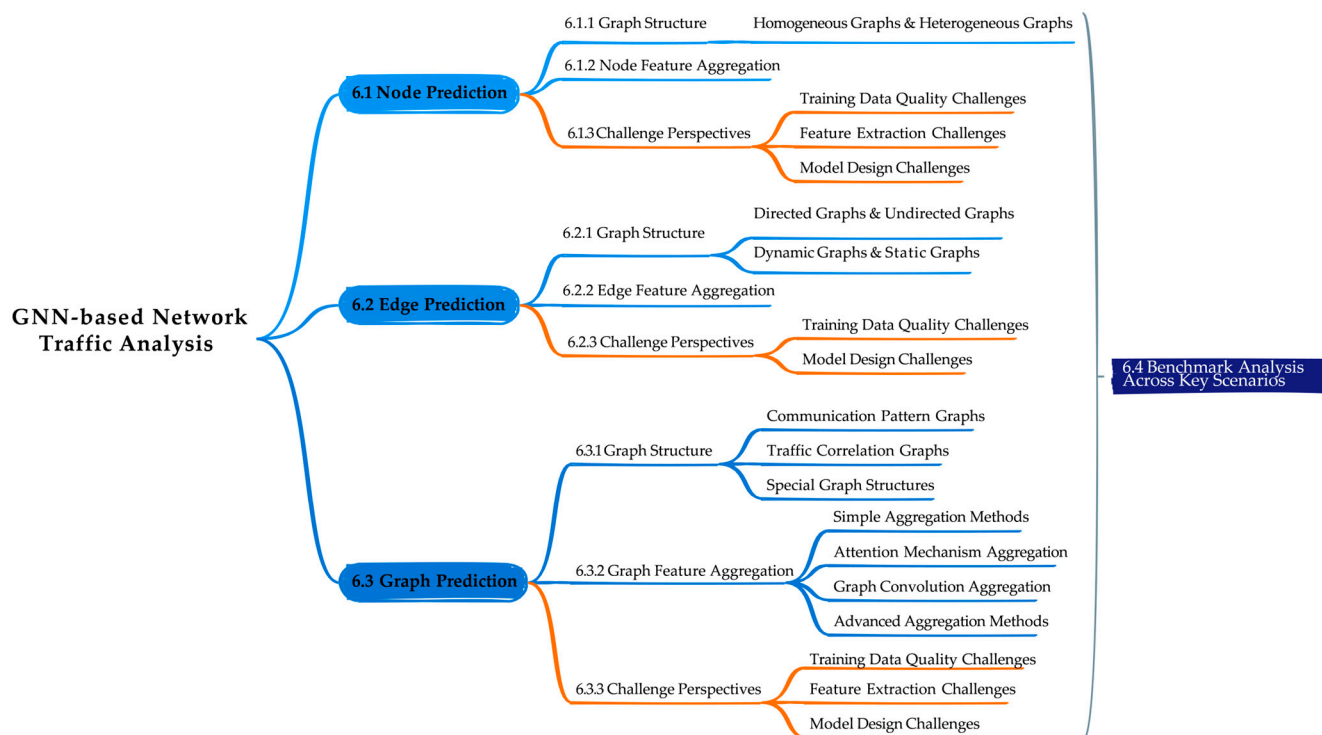 GNN-based Network
Traffic Analysis
6.1 Node Prediction
6.1.1 Graph Structure
Homogeneous Graphs & Heterogeneous Graphs
6.1.2 Node Feature Aggregation
6.1.3 Challenge Perspectives
Training Data Quality Challenges
Feature Extraction Challenges
Model Design Challenges
6.2 Edge Prediction
6.2.1 Graph Structure
Directed Graphs & Undirected Graphs
Dynamic Graphs & Static Graphs
6.2.2 Edge Feature Aggregation
6.2.3 Challenge Perspectives
Training Data Quality Challenges
Model Design Challenges
6.3 Graph Prediction
6.3.1 Graph Structure
Communication Pattern Graphs
Traffic Correlation Graphs
Special Graph Structures
6.3.2 Graph Feature Aggregation
Simple Aggregation Methods
Attention Mechanism Aggregation
Graph Convolution Aggregation
Advanced Aggregation Methods
6.3.3 Challenge Perspectives
Training Data Quality Challenges
Feature Extraction Challenges
Model Design Challenges
6.4 Benchmark Analysis
Across Key Scenarios